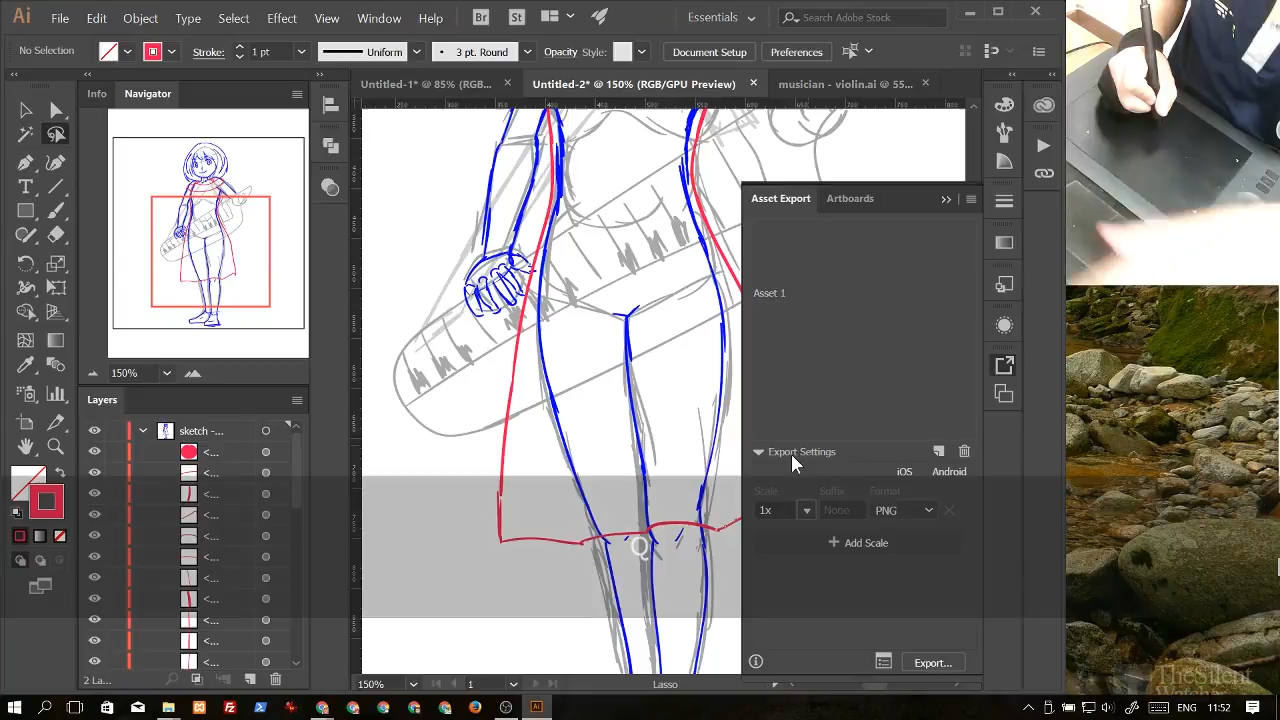 Ai File Edit Object Type Select Effect View Window Help Br St Essentials Search Adobe Stock
No Selection Stroke: 1 pt Uniform 3 pt. Round Opacity Style: Document Setup Preferences
Info Navigator
Untitled-1* @ 85% (RGB... Untitled-2* @ 150% (RGB/GPU Preview) musician - violin.ai @ 55...
Asset Export Artboards
Asset 1
150%
Layers
sketch -...
<...
<...
<...
<...
<...
<...
<...
<...
<...
<...
<...
Export Settings
iOS Android
Scale Suffix Format
1x None PNG
+ Add Scale
Q
Export...
2 La...
150% 1 Lasso
TheSilent
Watcher
11:52